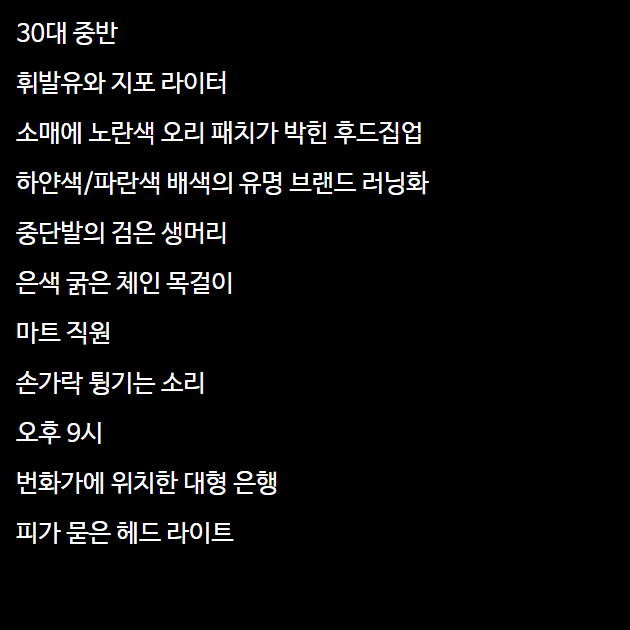 30대 중반
휘발유와 지포 라이터
소매에 노란색 오리 패치가 박힌 후드집업
하얀색/파란색 배색의 유명 브랜드 러닝화
중단발의 검은 생머리
은색 굵은 체인 목걸이
마트 직원
손가락 튕기는 소리
오후 9시
번화가에 위치한 대형 은행
피가 묻은 헤드 라이트